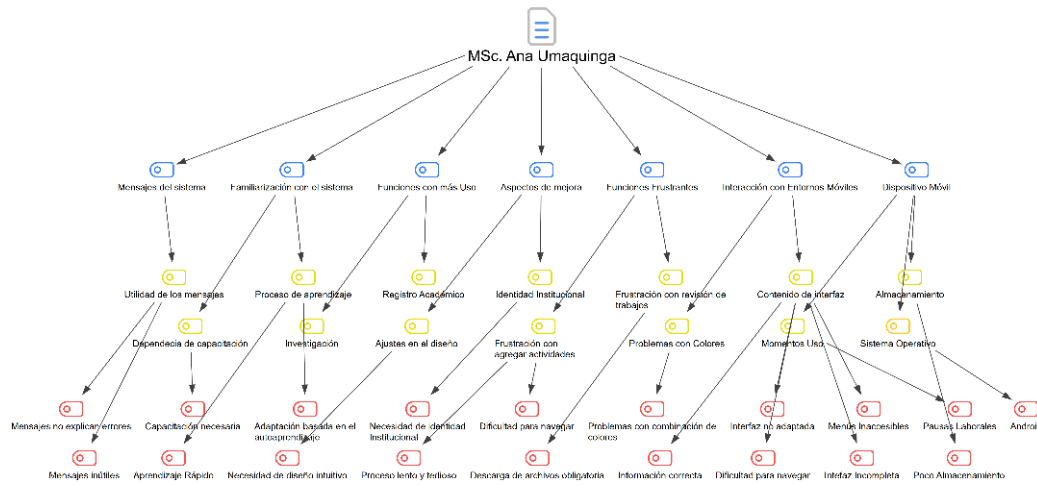 MSc. Ana Umaquinga
Mensajes del sistema
Familiarización con el sistema
Funciones con más Uso
Aspectos de mejora
Funciones Frustrantes
Interacción con Entornos Móviles
Dispositivo Móvil
Utilidad de los mensajes
Proceso de aprendizaje
Registro Académico
Identidad Institucional
Frustración con revisión de
trabajos
Contenido de interfaz
Almacenamiento
Dependecia de capacitación
Investigación
Ajustes en el diseño
Frustración con
agregar actividades
Problemas con Colores
Momentos Uso
Sistema Operativo
Mensajes no explican errores
Capacitación necesaria
Adaptación basada en el
autoaprendizaje
Necesidad de identidad
Institucional
Dificultad para navegar
Problemas con combinación de
colores
Interfaz no adaptada
Menús Inaccesibles
Pausas Laborales
Androi
Mensajes inútiles
Aprendizaje Rápido
Necesidad de diseño intuitivo
Proceso lento y tedioso
Descarga de archivos obligatoria
Información correcta
Dificultad para navegar
Intefaz Incompleta
Poco Almacenamiento